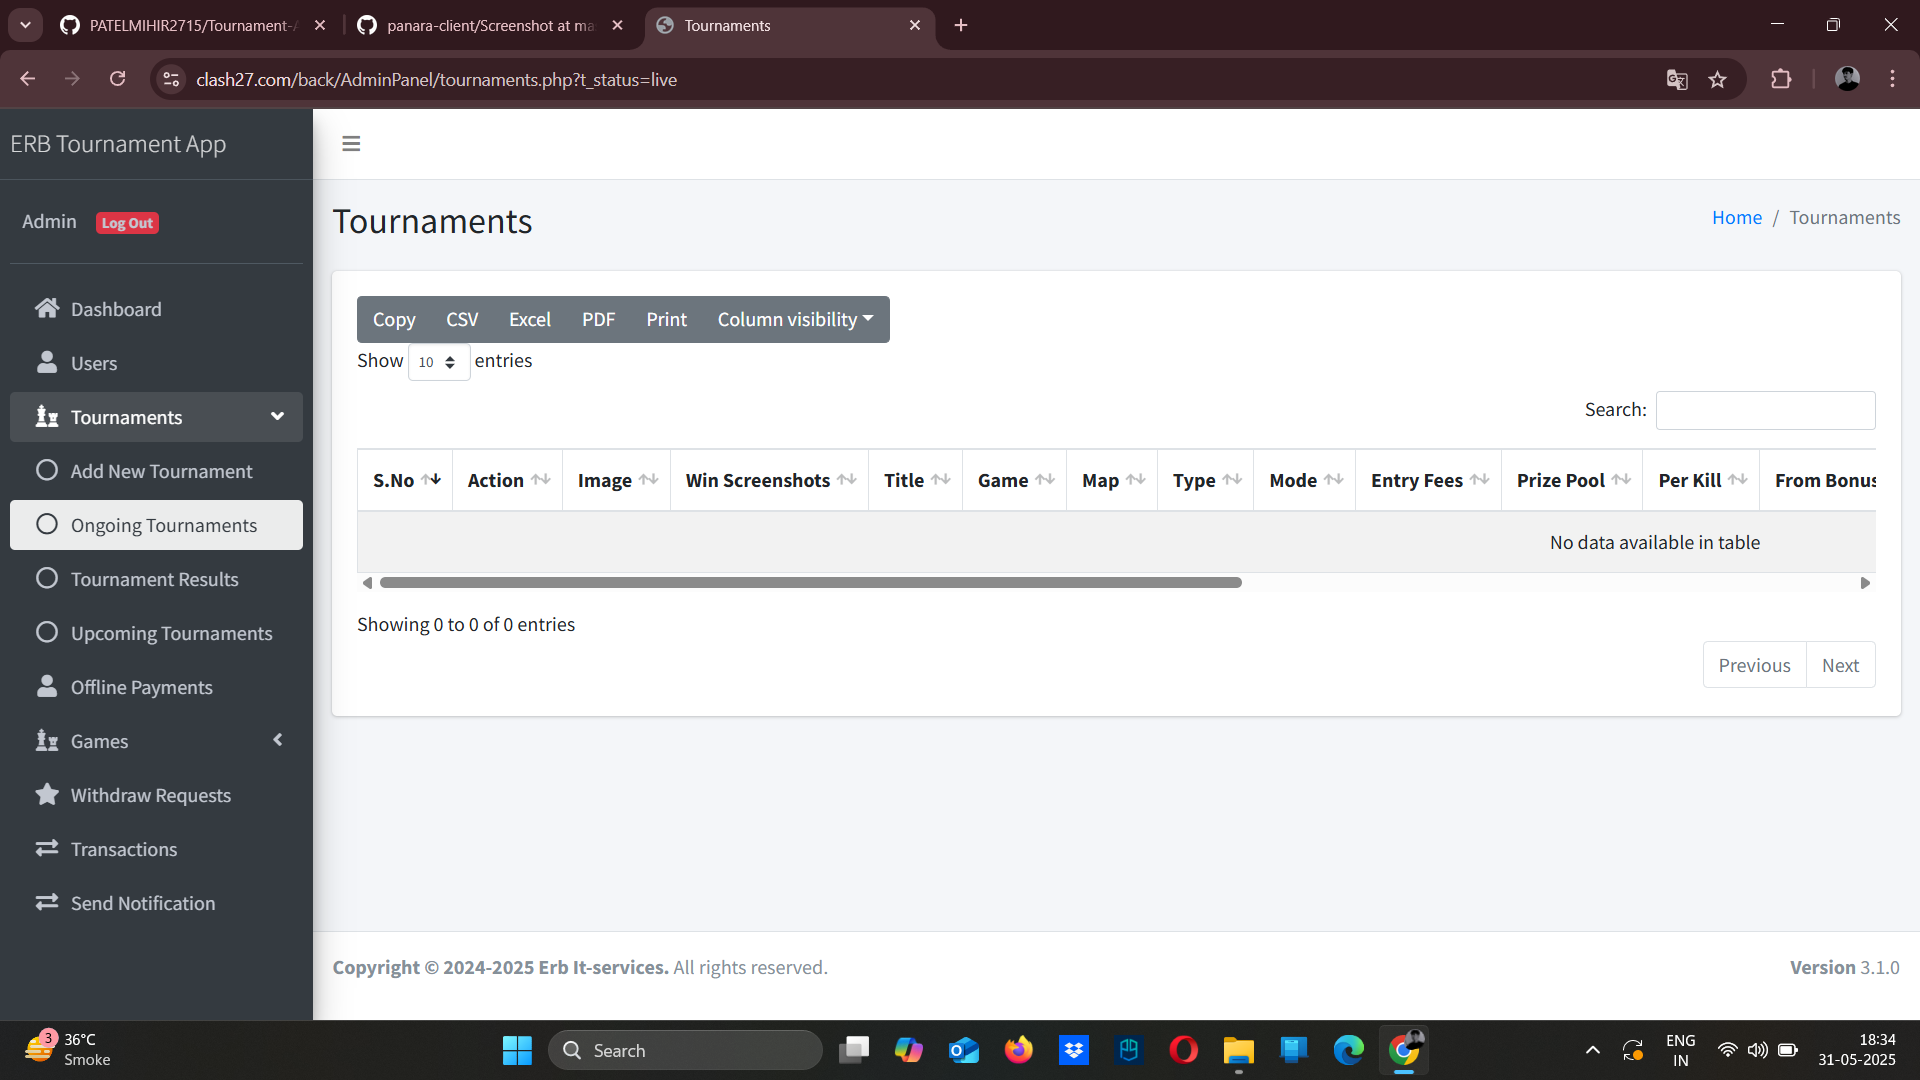 PATELMIHIR2715/Tournament-
panara-client/Screenshot at ma
Tournaments
clash27.com/back/AdminPanel/tournaments.php?t_status=live
ERB Tournament App
Admin Log Out
Dashboard
Users
Tournaments
Add New Tournament
Ongoing Tournaments
Tournament Results
Upcoming Tournaments
Offline Payments
Games
Withdraw Requests
Transactions
Send Notification
Tournaments
Home / Tournaments
Copy CSV Excel PDF Print Column visibility
Show 10 entries
Search:
S.No Action Image Win Screenshots Title Game Map Type Mode Entry Fees Prize Pool Per Kill From Bonus
No data available in table
Showing 0 to 0 of 0 entries
Previous Next
Copyright © 2024-2025 Erb It-services. All rights reserved.
Version 3.1.0
3
36°C
Smoke
Search
ENG
IN
18:34
31-05-2025